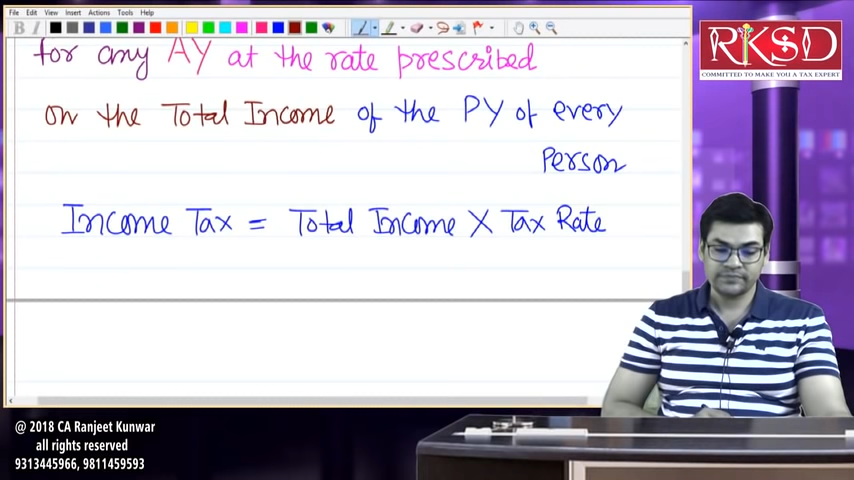 File Edit View Insert Actions Tools Help
for any AY at the rate prescribed
on the Total Income of the PY of every
Person
Income Tax = Total Income X Tax Rate
RKSD
COMMITTED TO MAKE YOU A TAX EXPERT
@ 2018 CA Ranjeet Kunwar
all rights reserved
9313445966, 9811459593